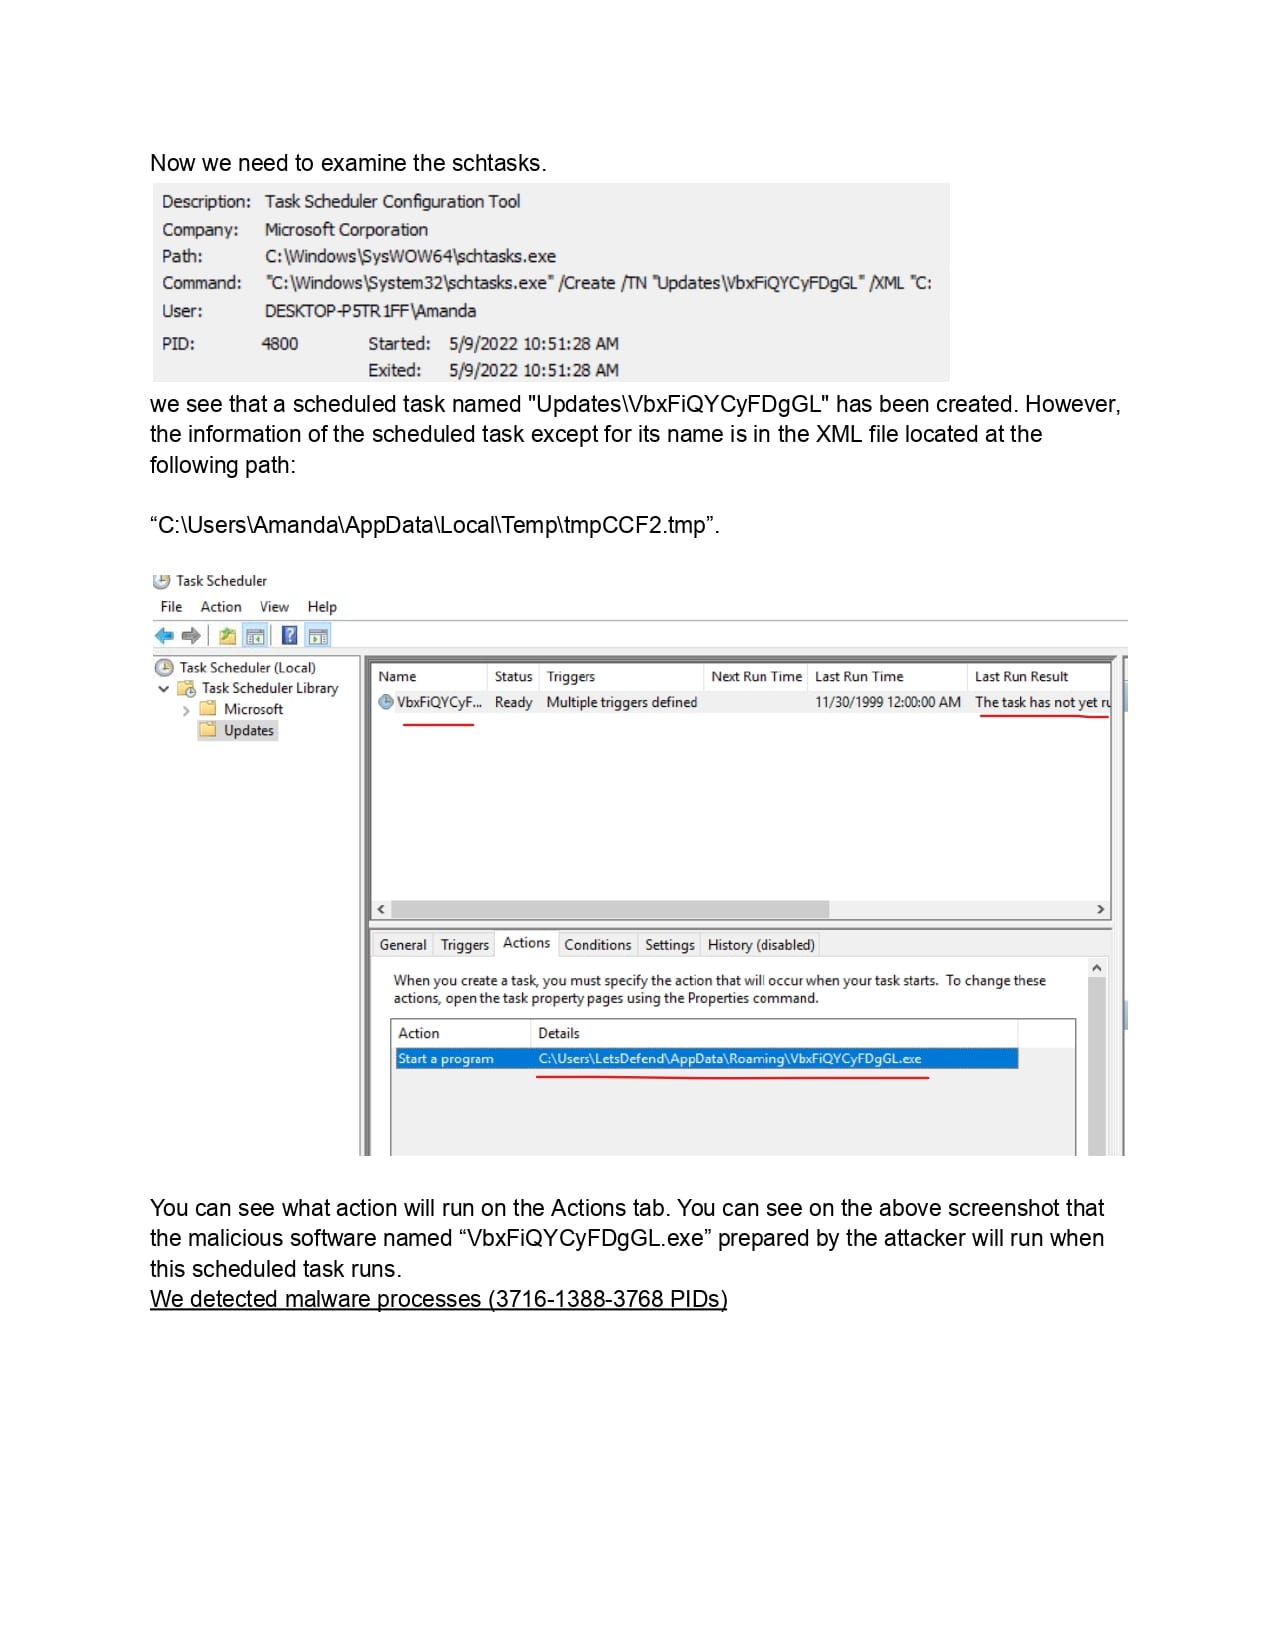 Now we need to examine the schtasks.
Description: Task Scheduler Configuration Tool
Company: Microsoft Corporation
Path: C:\Windows\SysWOW64\schtasks.exe
Command: "C:\Windows\System32\schtasks.exe" /Create /TN "Updates\VbxFiQYCyFDgGL" /XML "C:
User: DESKTOP-P5TR1FF\Amanda
PID: 4800 Started: 5/9/2022 10:51:28 AM
Exited: 5/9/2022 10:51:28 AM
we see that a scheduled task named "Updates\VbxFiQYCyFDgGL" has been created. However,
the information of the scheduled task except for its name is in the XML file located at the
following path:
“C:\Users\Amanda\AppData\Local\Temp\tmpCCF2.tmp”.
Task Scheduler
File Action View Help
Task Scheduler (Local)
Task Scheduler Library
Microsoft
Updates
Name Status Triggers Next Run Time Last Run Time Last Run Result
VbxFiQYCyF... Ready Multiple triggers defined 11/30/1999 12:00:00 AM The task has not yet ru
General Triggers Actions Conditions Settings History (disabled)
When you create a task, you must specify the action that will occur when your task starts. To change these
actions, open the task property pages using the Properties command.
Action Details
Start a program C:\Users\LetsDefend\AppData\Roaming\VbxFiQYCyFDgGL.exe
You can see what action will run on the Actions tab. You can see on the above screenshot that
the malicious software named “VbxFiQYCyFDgGL.exe” prepared by the attacker will run when
this scheduled task runs.
We detected malware processes (3716-1388-3768 PIDs)